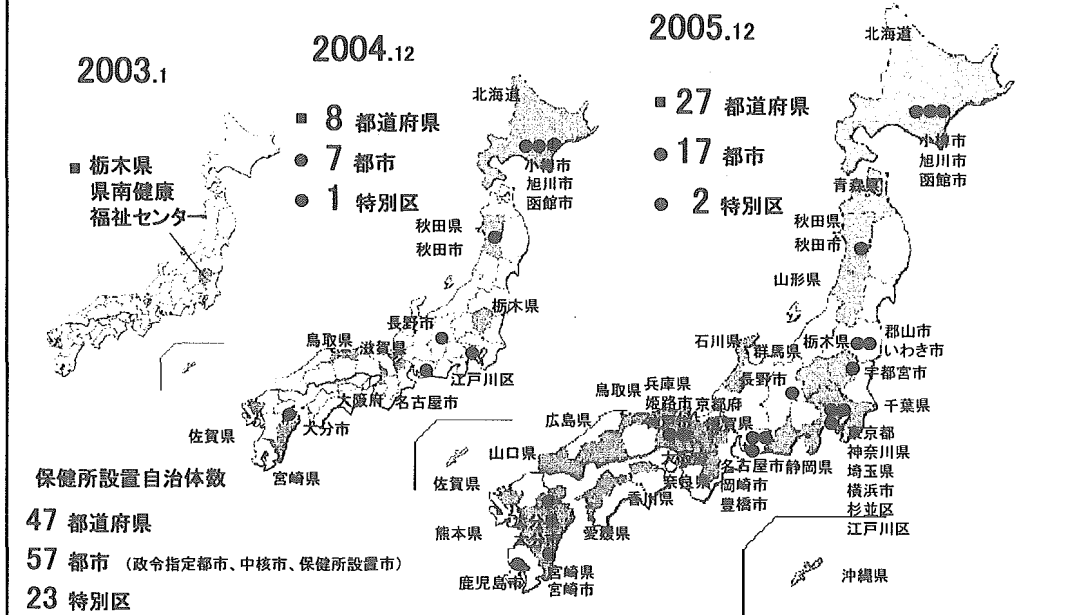 2003.1
■ 栃木県
県南健康
福祉センター
2004.12
■ 8 都道府県
● 7 都市
● 1 特別区
北海道
小樽市
旭川市
函館市
秋田県
秋田市
栃木県
長野市
鳥取県
滋賀県
江戸川区
大阪府
名古屋市
佐賀県
大分市
宮崎県
2005.12
■ 27 都道府県
● 17 都市
● 2 特別区
北海道
小樽市
旭川市
函館市
青森県
秋田県
秋田市
山形県
郡山市
いわき市
栃木県
宇都宮市
石川県
群馬県
長野市
千葉県
兵庫県
鳥取県
姫路市
京都府
広島県
滋賀県
東京都
神奈川県
埼玉県
横浜市
杉並区
江戸川区
山口県
名古屋市
静岡県
岡崎市
豊橋市
奈良県
佐賀県
香川県
熊本県
愛媛県
鹿児島市
宮崎県
宮崎市
沖縄県
保健所設置自治体数
47 都道府県
57 都市 （政令指定都市、中核市、保健所設置市）
23 特別区